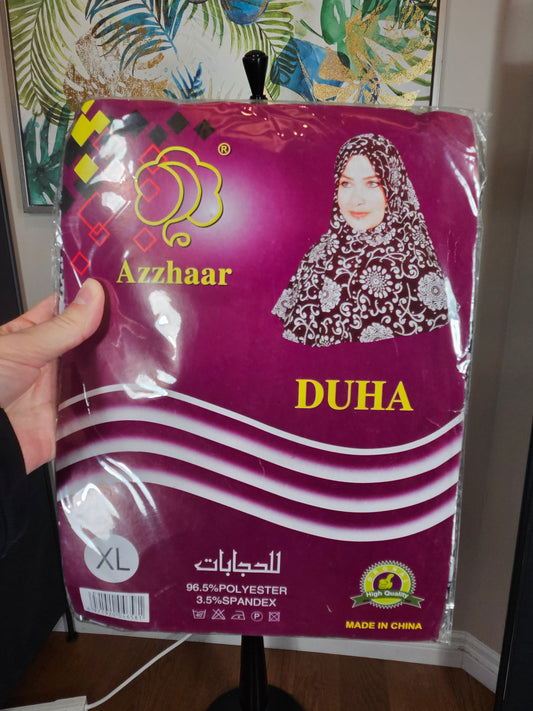 ®
Azzhaar
DUHA
XL
للحجابات
96.5%POLYESTER
3.5%SPANDEX
P
High Quality
MADE IN CHINA